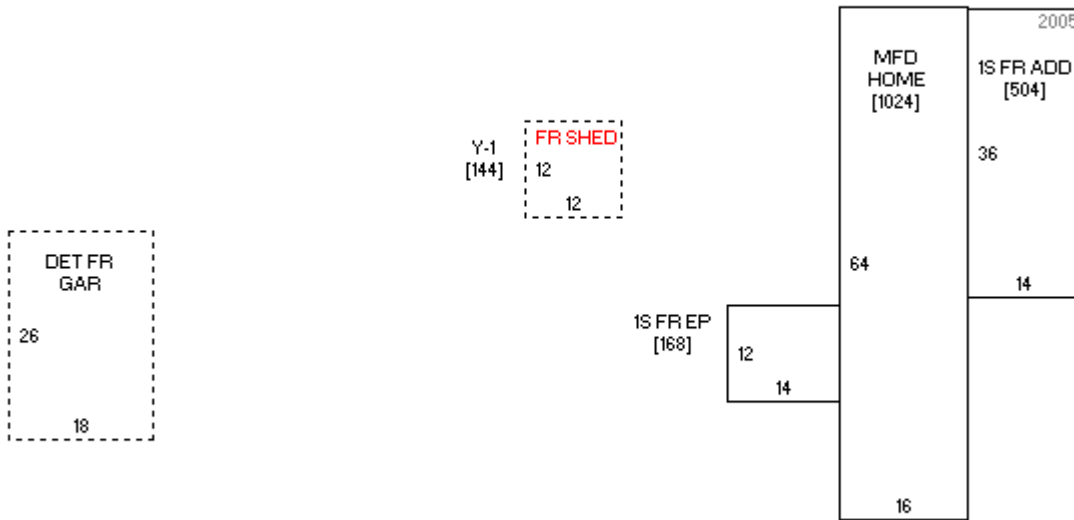 2005
MFD
HOME
[1024]
1S FR ADD
[504]
36
14
64
16
Y-1
[144]
FR SHED
12
12
1S FR EP
[168]
12
14
DET FR
GAR
26
18